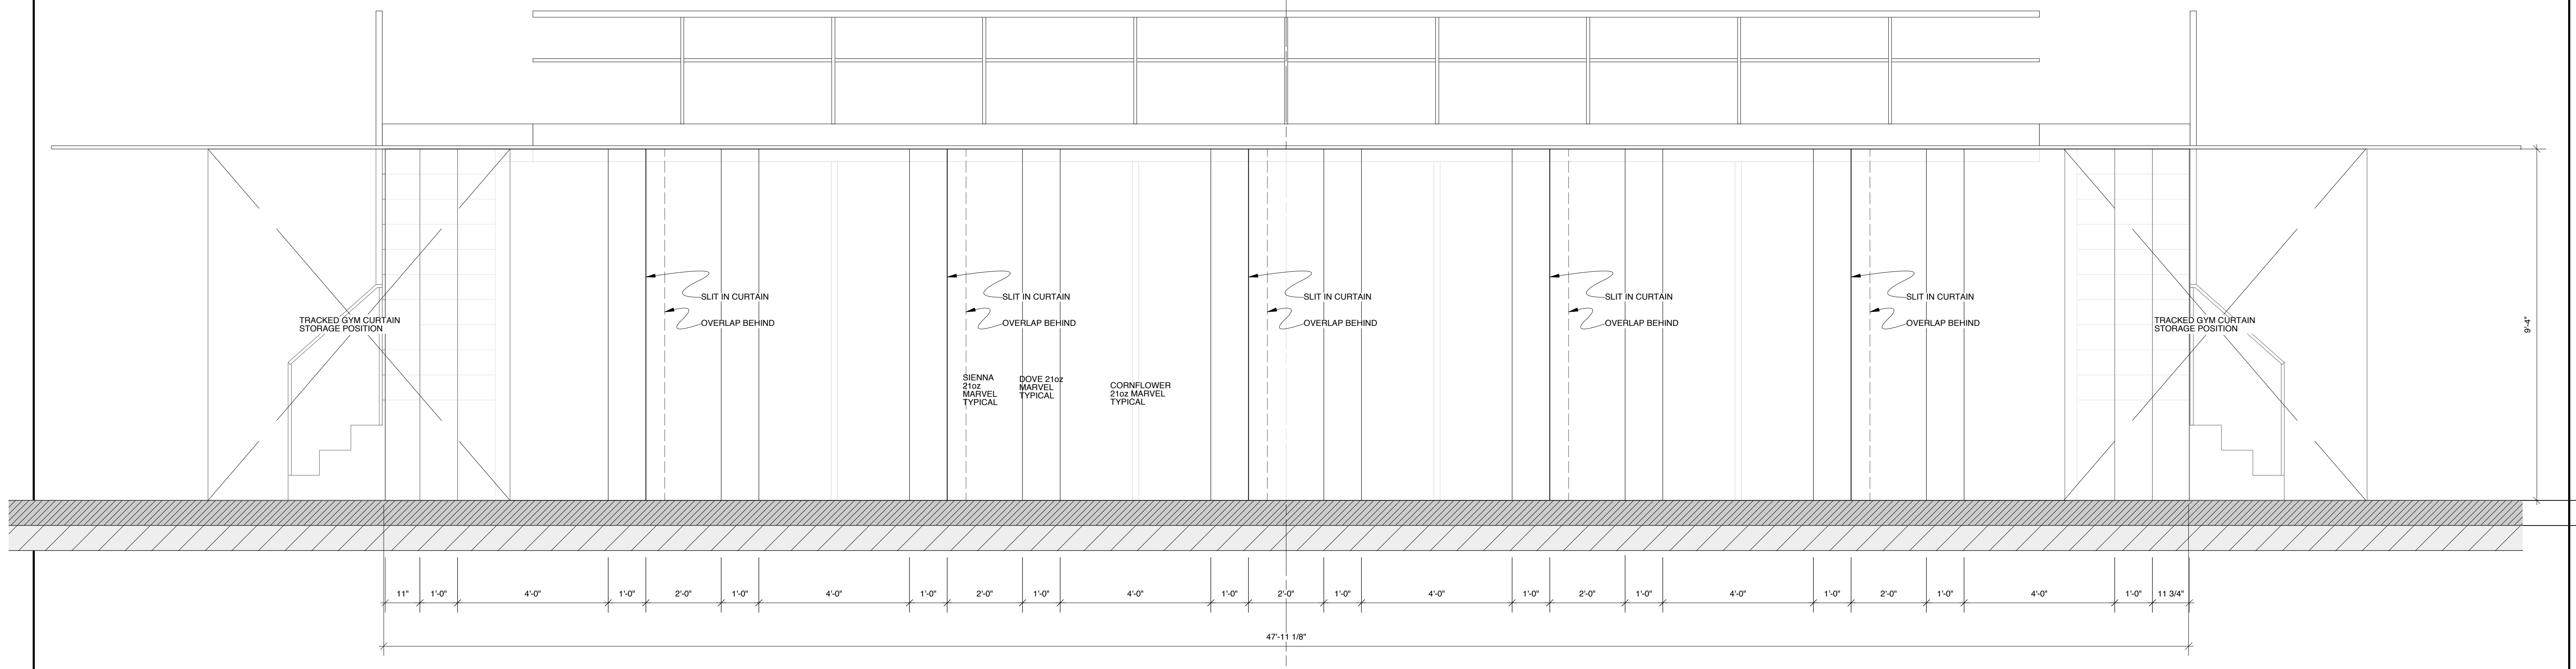 SLIT IN CURTAIN
OVERLAP BEHIND
SLIT IN CURTAIN
OVERLAP BEHIND
SLIT IN CURTAIN
OVERLAP BEHIND
SLIT IN CURTAIN
OVERLAP BEHIND
SLIT IN CURTAIN
OVERLAP BEHIND
TRACKED GYM CURTAIN
STORAGE POSITION
TRACKED GYM CURTAIN
STORAGE POSITION
9'-4"
SIENNA
21oz
MARVEL
TYPICAL
DOVE 21oz
MARVEL
TYPICAL
CORNFLOWER
21oz MARVEL
TYPICAL
11" 1'-0" 4'-0" 1'-0" 2'-0" 1'-0" 4'-0" 1'-0" 2'-0" 1'-0" 4'-0" 1'-0" 2'-0" 1'-0" 4'-0" 1'-0" 2'-0" 1'-0" 4'-0" 1'-0" 2'-0" 1'-0" 4'-0" 1'-0" 11 3/4"
47'-11 1/8"